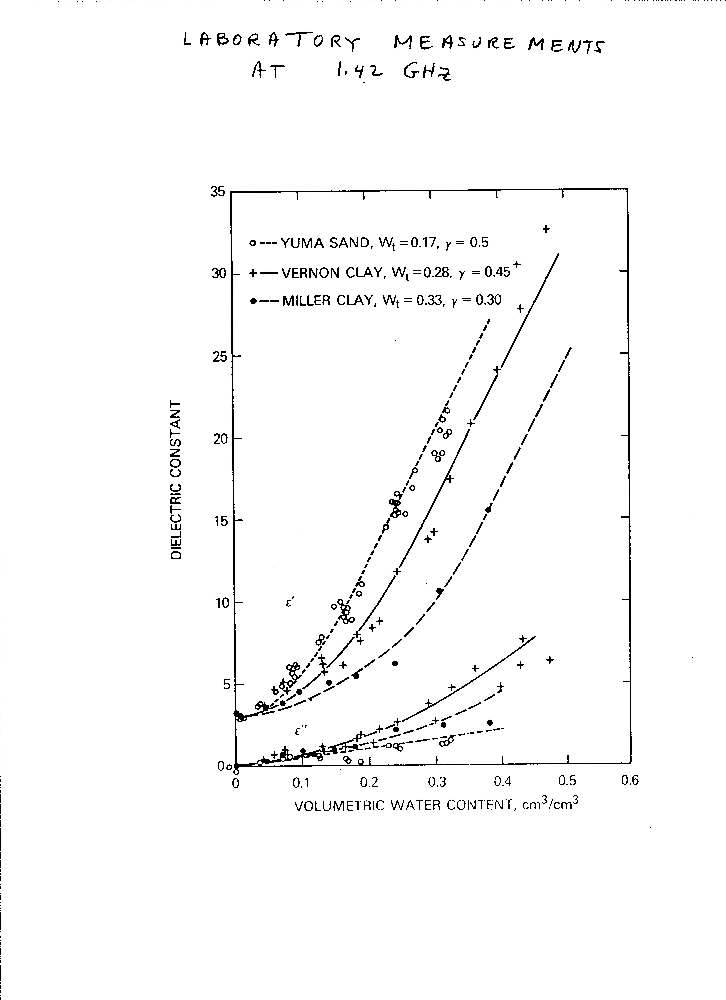 LABORATORY MEASUREMENTS
AT 1.42 GHz
35
30
25
20
15
10
5
0
DIELECTRIC CONSTANT
o --- YUMA SAND, Wt = 0.17, γ = 0.5
+ — VERNON CLAY, Wt = 0.28, γ = 0.45
● — — MILLER CLAY, Wt = 0.33, γ = 0.30
ε′
ε″
0 0.1 0.2 0.3 0.4 0.5 0.6
VOLUMETRIC WATER CONTENT, cm³/cm³